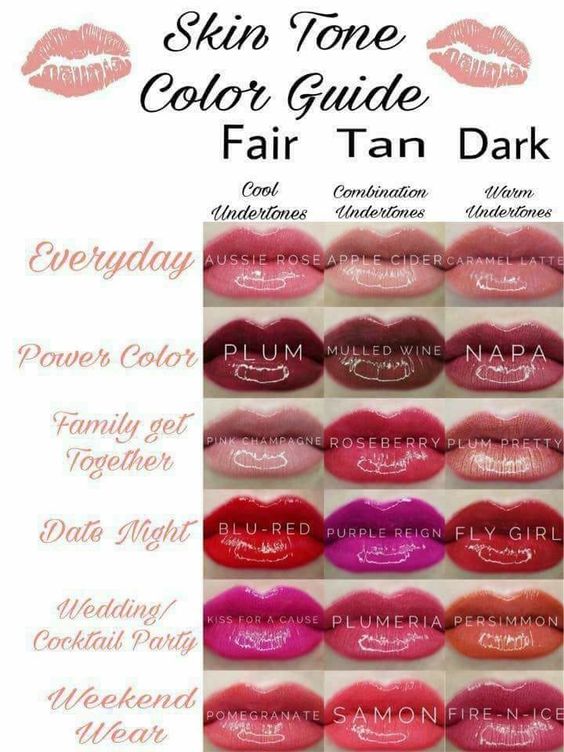 Skin Tone
Color Guide
Fair Tan Dark
Cool Undertones
Combination Undertones
Warm Undertones
Everyday
AUSSIE ROSE
APPLE CIDER
CARAMEL LATTE
Power Color
PLUM
MULLED WINE
NAPA
Family get
Together
PINK CHAMPAGNE
ROSEBERRY
PLUM PRETTY
Date Night
BLU-RED
PURPLE REIGN
FLY GIRL
Wedding/
Cocktail Party
KISS FOR A CAUSE
PLUMERIA
PERSIMMON
Weekend
Wear
POMEGRANATE
SAMON
FIRE-N-ICE